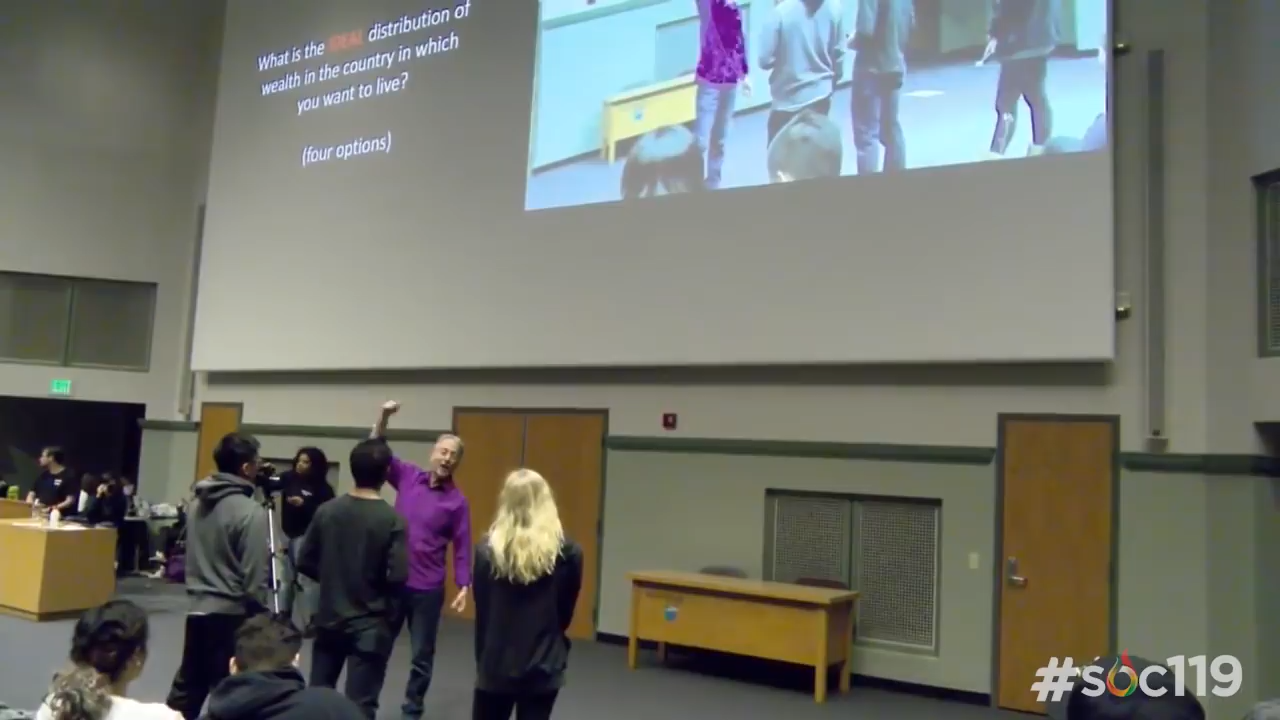 What is the IDEAL distribution of
wealth in the country in which
you want to live?
(four options)
EXIT
#soc119